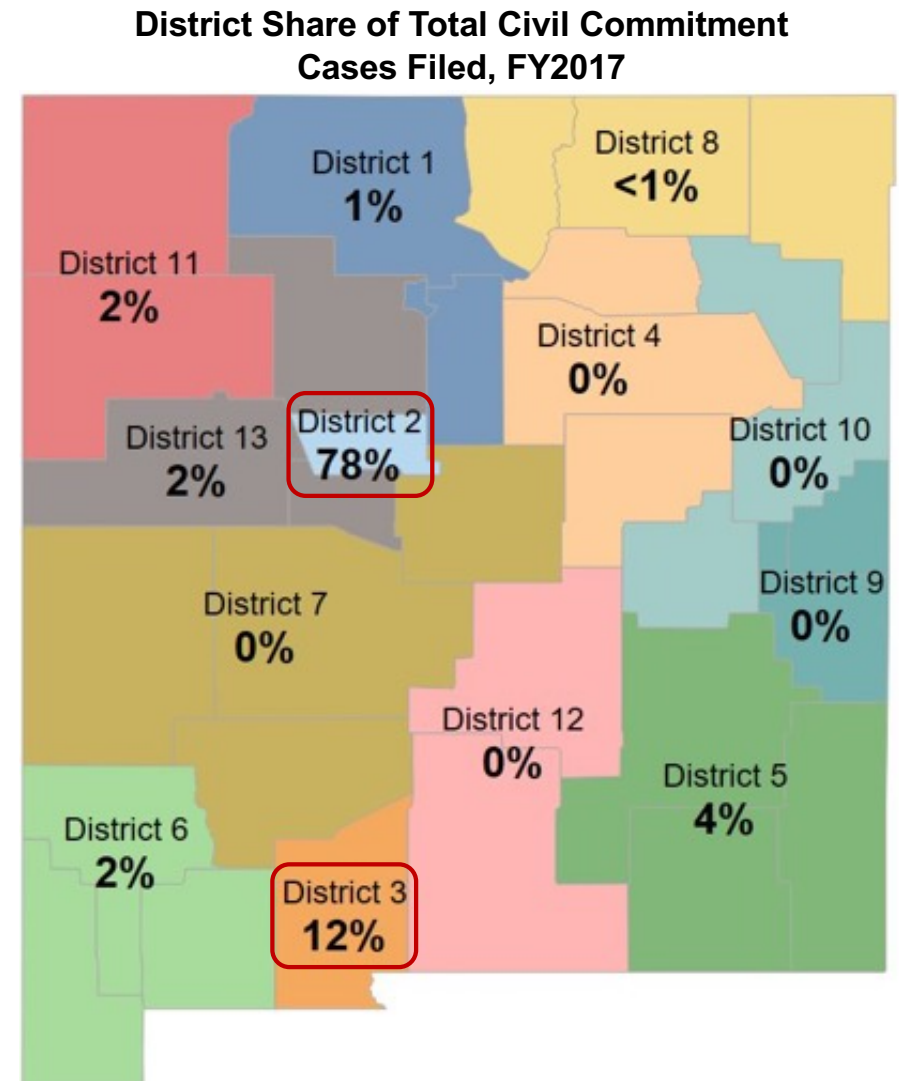 District Share of Total Civil Commitment
Cases Filed, FY2017
District 8
<1%
District 1
1%
District 11
2%
District 4
0%
District 2
78%
District 13
2%
District 10
0%
District 9
0%
District 7
0%
District 12
0%
District 5
4%
District 6
2%
District 3
12%